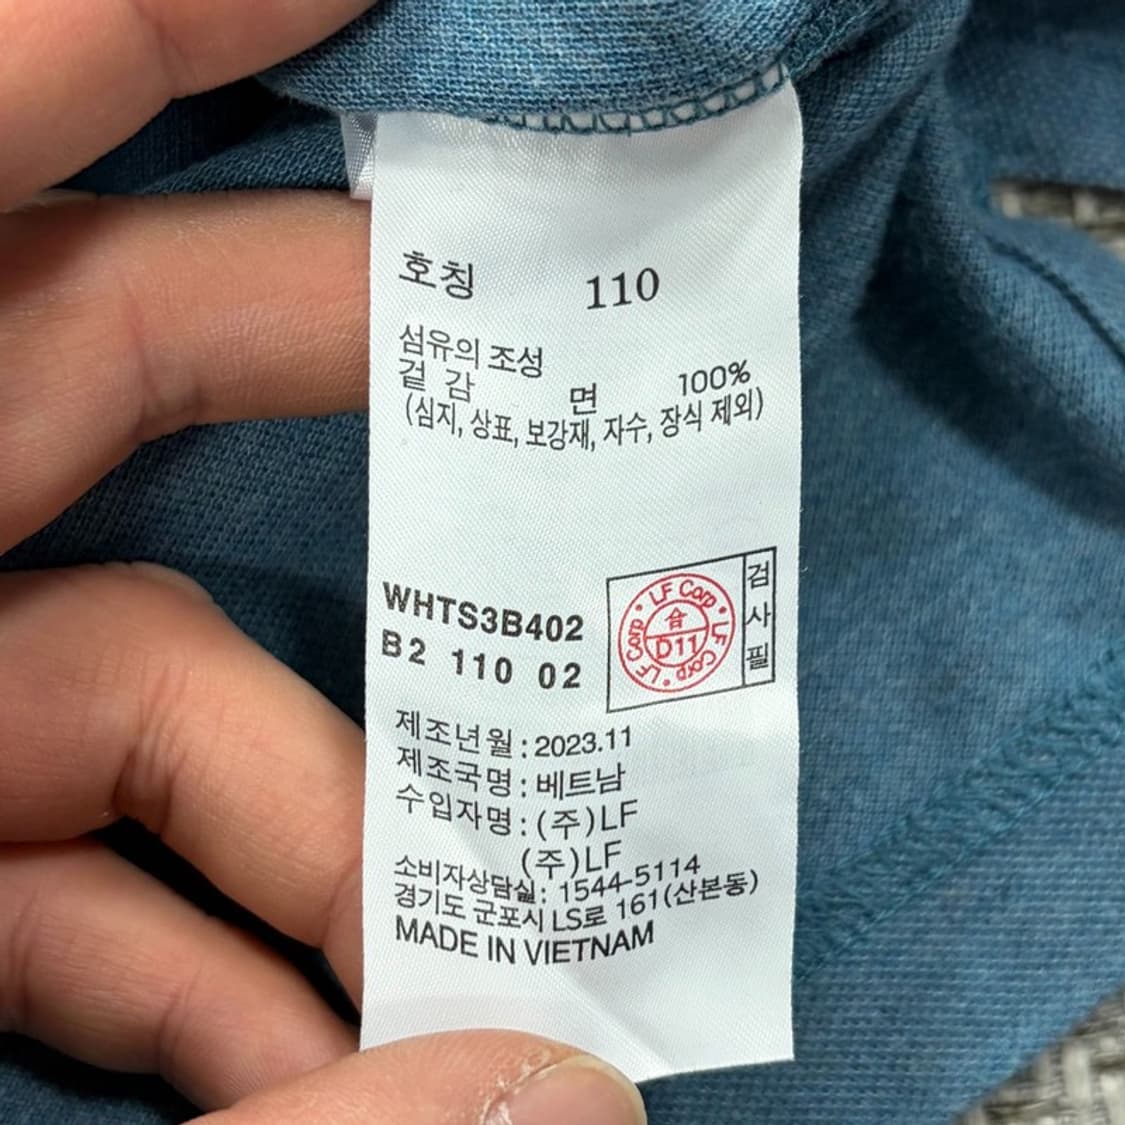 호칭 110
섬유의 조성
겉 감 면 100%
(심지, 상표, 보강재, 자수, 장식 제외)
WHTS3B402
B2 110 02
LF Corp • LF Corp • LF Corp •
合
D11
검사필
제조년월 : 2023.11
제조국명 : 베트남
수입자명 : (주)LF
(주)LF
소비자상담실: 1544-5114
경기도 군포시 LS로 161(산본동)
MADE IN VIETNAM